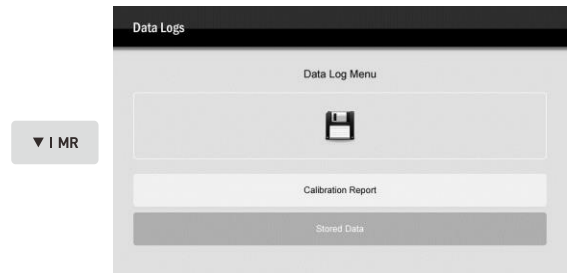 Data Logs
Data Log Menu
▼ I MR
Calibration Report
Stored Data